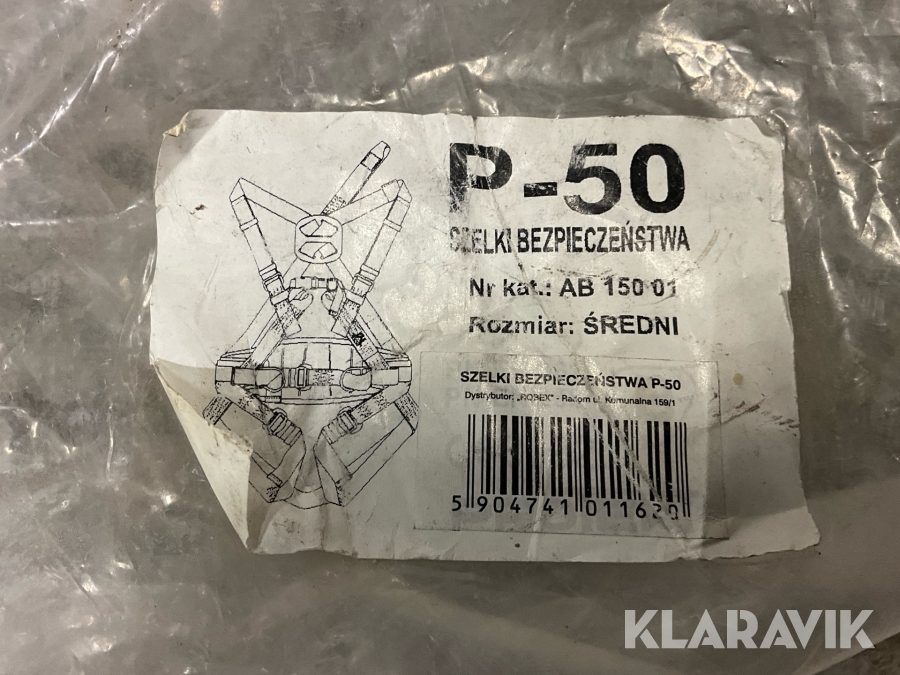 P-50
SZELKI BEZPIECZEŃSTWA
Nr kat.: AB 150 01
Rozmiar: ŚREDNI
SZELKI BEZPIECZEŃSTWA P-50
Dystrybutor: „ROBEX" - Radom ul. Komunalna 159/1
5 904741 011620
KLARAVIK